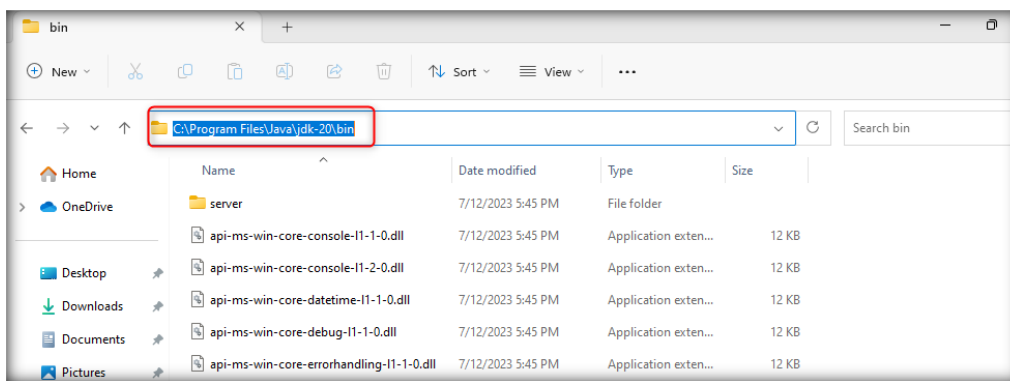 bin
New
Sort
View
C:\Program Files\Java\jdk-20\bin
Search bin
Home
OneDrive
Desktop
Downloads
Documents
Pictures
Name Date modified Type Size
server 7/12/2023 5:45 PM File folder
api-ms-win-core-console-l1-1-0.dll 7/12/2023 5:45 PM Application exten... 12 KB
api-ms-win-core-console-l1-2-0.dll 7/12/2023 5:45 PM Application exten... 12 KB
api-ms-win-core-datetime-l1-1-0.dll 7/12/2023 5:45 PM Application exten... 12 KB
api-ms-win-core-debug-l1-1-0.dll 7/12/2023 5:45 PM Application exten... 12 KB
api-ms-win-core-errorhandling-l1-1-0.dll 7/12/2023 5:45 PM Application exten... 12 KB